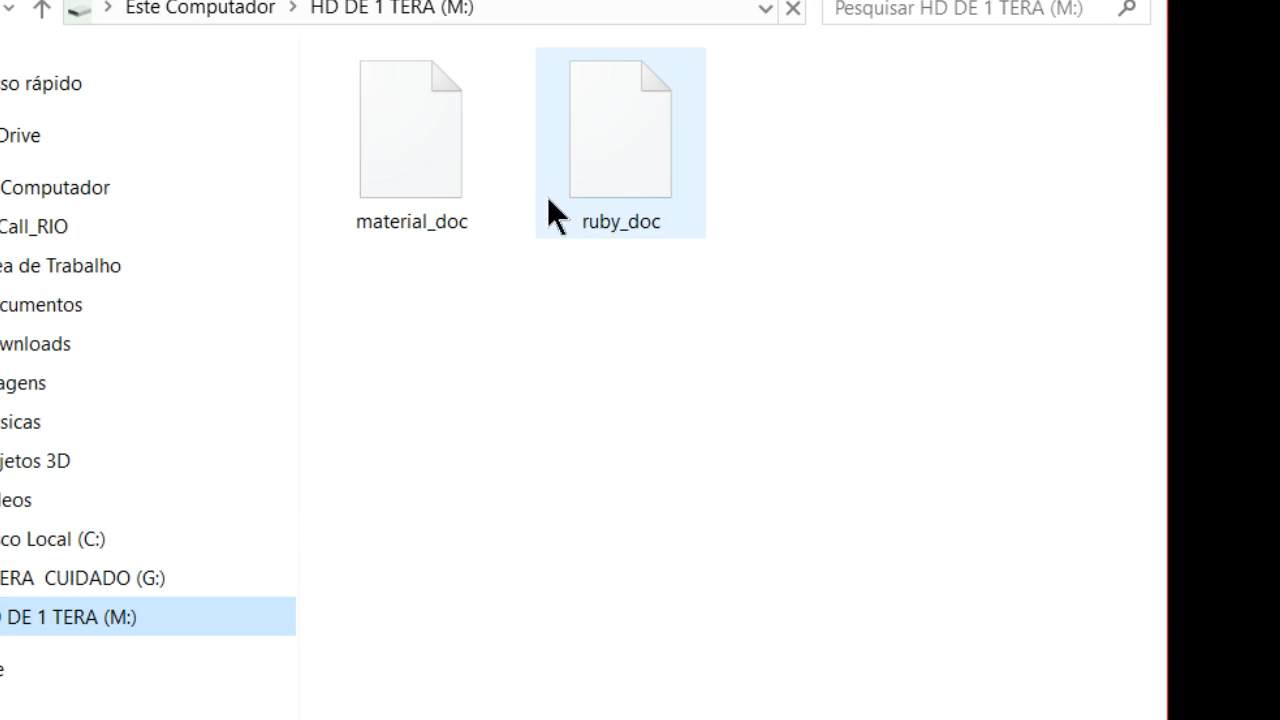 Este Computador > HD DE 1 TERA (M:)
Pesquisar HD DE 1 TERA (M:)
so rápido
Drive
Computador
Call_RIO
ea de Trabalho
cumentos
wnloads
agens
sicas
jetos 3D
leos
co Local (C:)
ERA CUIDADO (G:)
DE 1 TERA (M:)
e
material_doc
ruby_doc